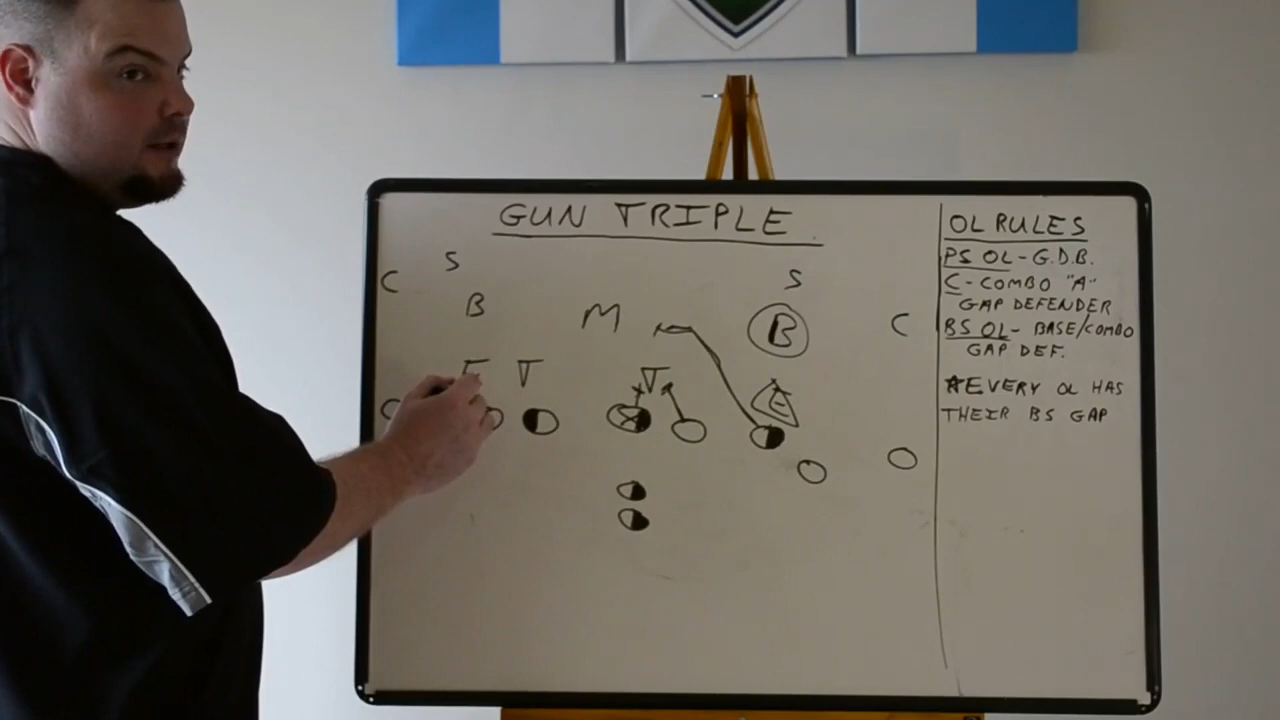 GUN TRIPLE
C S S
B M B C
E T T E
C
OL RULES
PS OL - G.D.B.
C - COMBO "A"
GAP DEFENDER
BS OL - BASE/COMBO
GAP DEF.
*EVERY OL HAS
THEIR BS GAP